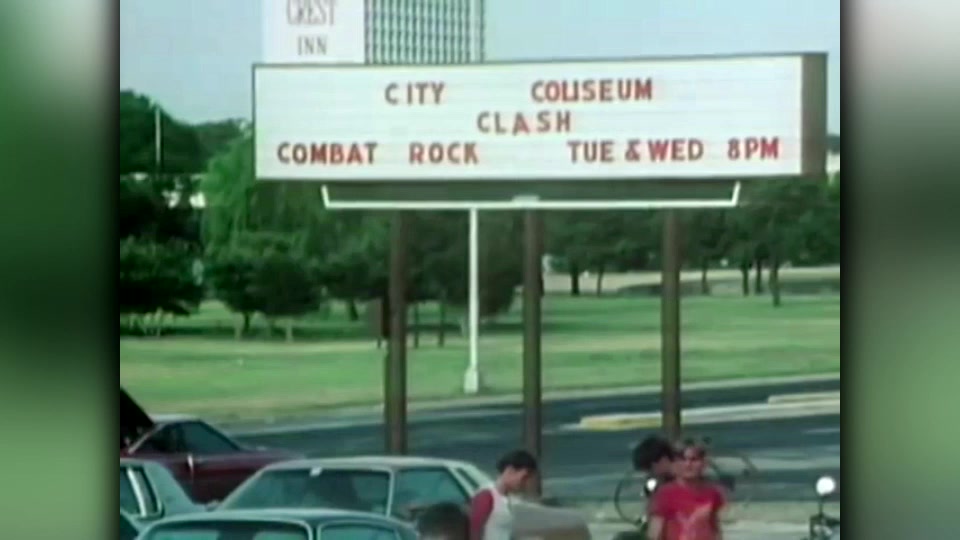 CREST
INN
CITY COLISEUM
CLASH
COMBAT ROCK TUE & WED 8PM